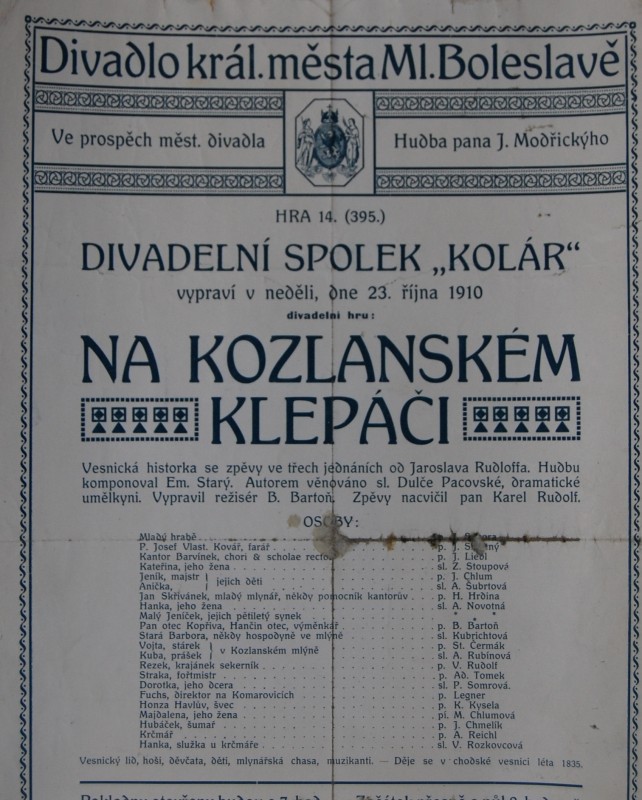 Divadlo král. města Ml. Boleslavě
Ve prospěch měst. divadla
Hudba pana J. Modřického
HRA 14. (395.)
DIVADELNÍ SPOLEK „KOLÁR“
vypraví v neděli, dne 23. října 1910
divadelní hru:
NA KOZLANSKÉM
KLEPÁČI
Vesnická historka se zpěvy ve třech jednáních od Jaroslava Rudloffa. Hudbu
komponoval Em. Starý. Autorem věnováno sl. Dulče Pacovské, dramatické
umělkyni. Vypravil režisér B. Bartoň. Zpěvy nacvičil pan Karel Rudolf.
OSOBY:
Mladý hrabě
P. Josef Vlast. Kovář, farář p. J.
Kantor Barvínek, chori & scholae rector p. J. Liebl
Kateřina, jeho žena sl. Z. Stoupová
Jeník, majstr } jejich děti p. J. Chlum
Anička, sl. A. Šubrtová
Jan Skřivánek, mladý mlynář, někdy pomocník kantorův p. H. Hrdina
Hanka, jeho žena sl. A. Novotná
Malý Jeníček, jejich pětiletý synek * * *
Pan otec Kopřiva, Hančin otec, výměnkář p. B. Bartoň
Stará Barbora, někdy hospodyně ve mlýně sl. Kubrichtová
Vojta, stárek } v Kozlanském mlýně p. St. Čermák
Kuba, prášek sl. A. Rubínová
Rezek, krajánek sekerník p. V. Rudolf
Straka, fořtmistr p. Ad. Tomek
Dorotka, jeho dcera sl. P. Somrová.
Fuchs, direktor na Komarovicích p. Legner
Honza Havlův, švec p. K. Kysela
Majdalena, jeho žena pí. M. Chlumová
Hubáček, šumař p. J. Chmelík
Krčmář p. A. Reichl
Hanka, služka u krčmáře sl. V. Rozkovcová
Vesnický lid, hoši, děvčata, děti, mlynářská chasa, muzikanti. — Děje se v chodské vesnici léta 1835.